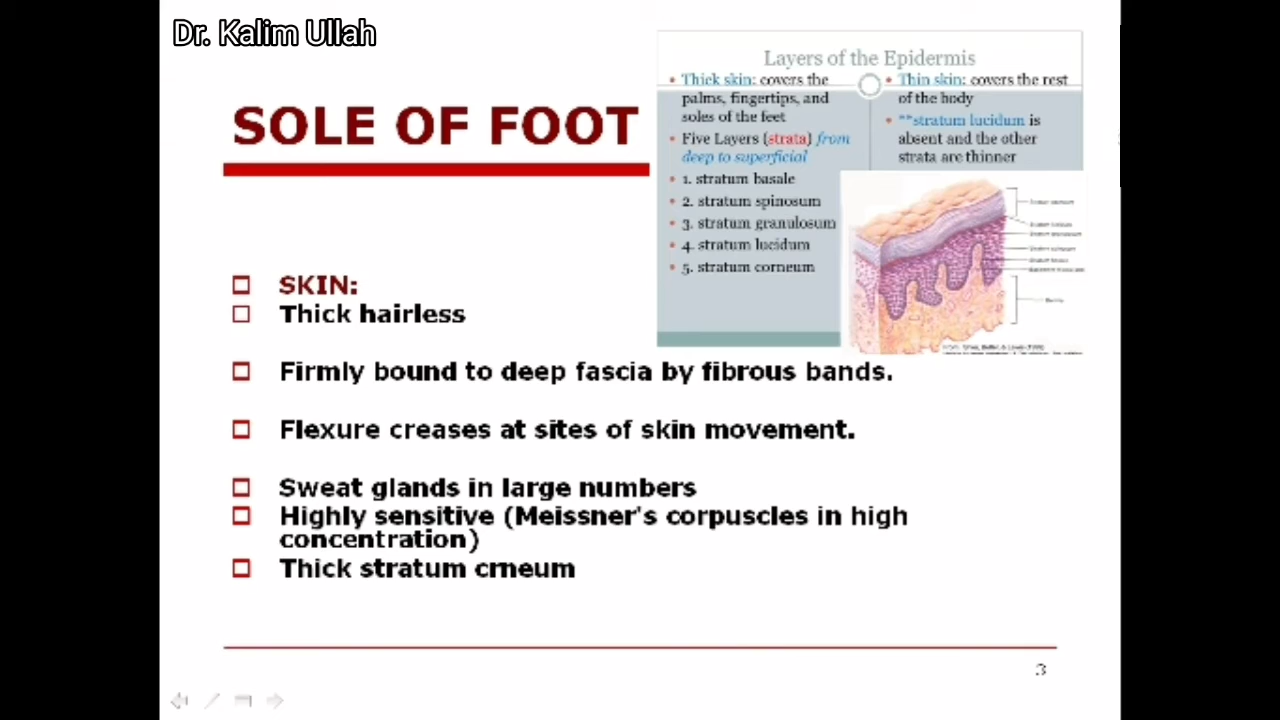 Dr. Kalim Ullah
SOLE OF FOOT
Layers of the Epidermis
Thick skin: covers the
palms, fingertips, and
soles of the feet
Five Layers (strata) from
deep to superficial
1. stratum basale
2. stratum spinosum
3. stratum granulosum
4. stratum lucidum
5. stratum corneum
Thin skin: covers the rest
of the body
**stratum lucidum is
absent and the other
strata are thinner
SKIN:
Thick hairless
Firmly bound to deep fascia by fibrous bands.
Flexure creases at sites of skin movement.
Sweat glands in large numbers
Highly sensitive (Meissner's corpuscles in high
concentration)
Thick stratum crneum
3